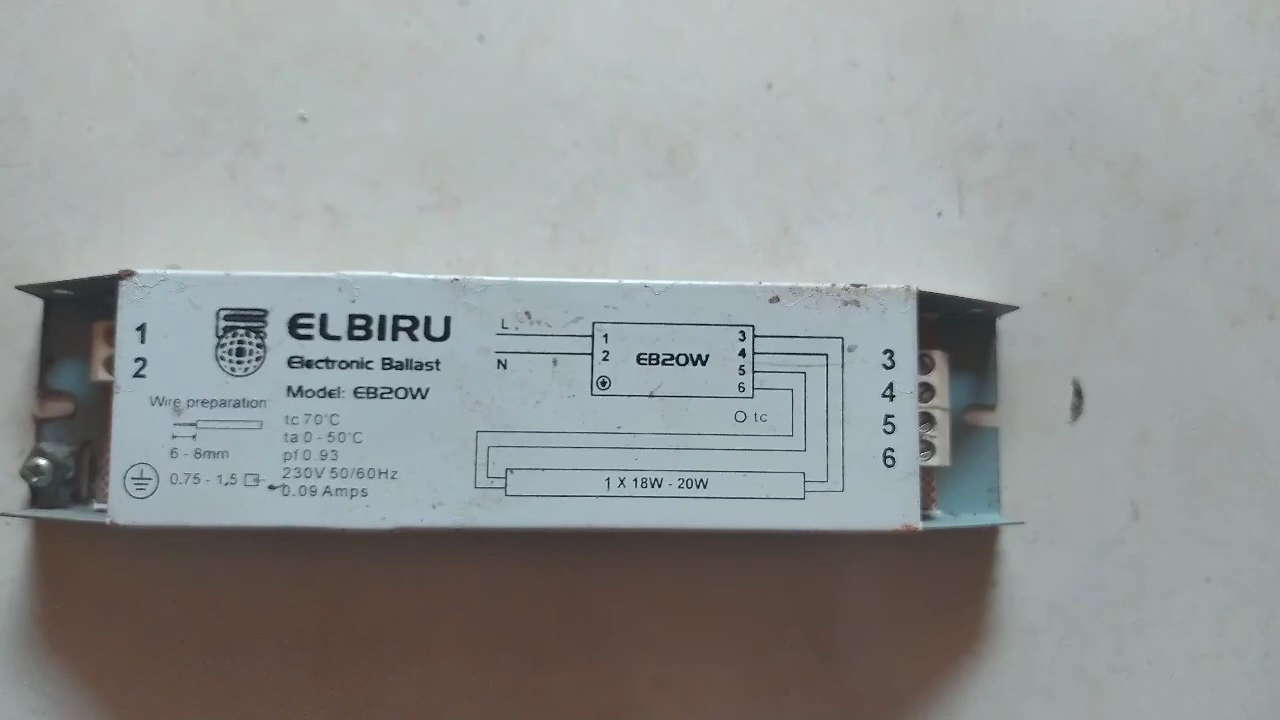 1
2
ELBIRU
Electronic Ballast
Model: EB20W
Wire preparation
6 - 8mm
0.75 - 1,5
tc 70°C
ta 0 - 50°C
pf 0.93
230V 50/60Hz
0.09 Amps
L
N
1
2
EB20W
3
4
5
6
tc
1 X 18W - 20W
3
4
5
6